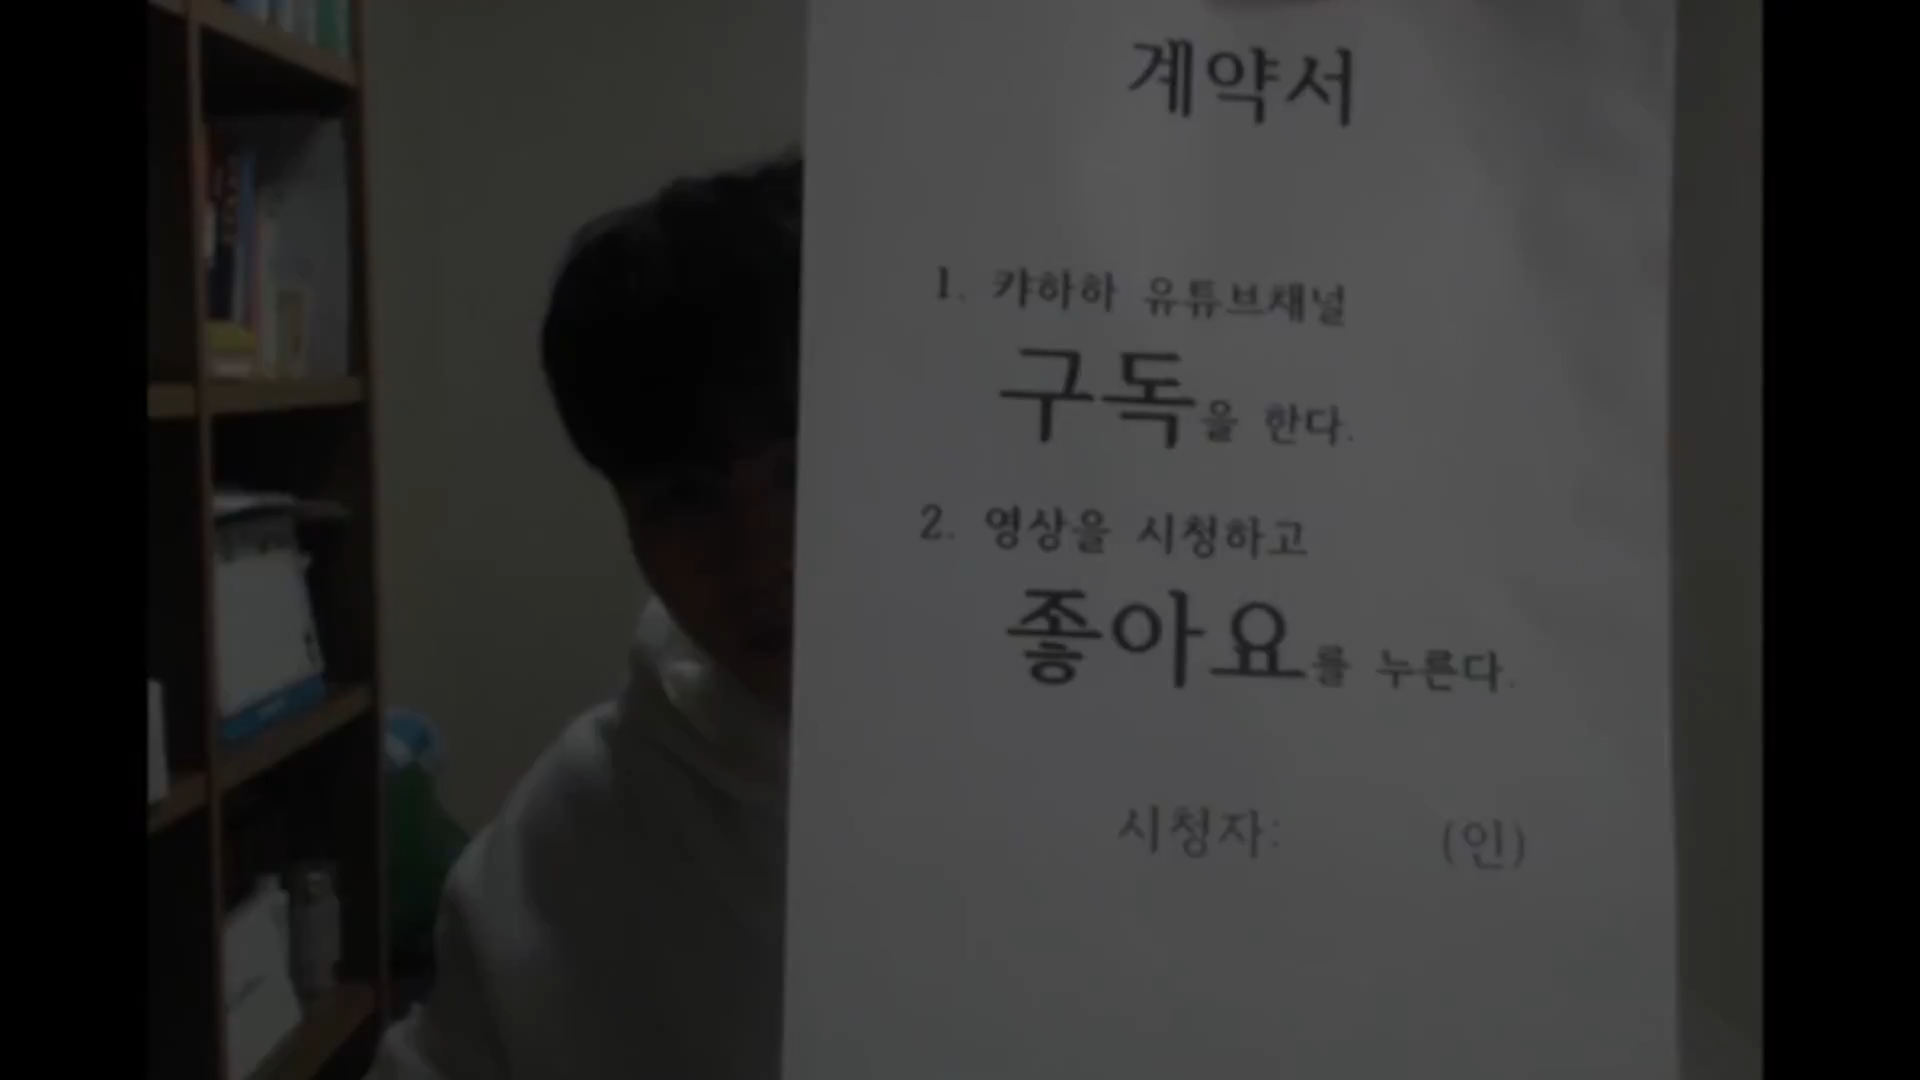 계약서
1. 캬하하 유튜브채널
구독을 한다.
2. 영상을 시청하고
좋아요를 누른다.
시청자: (인)